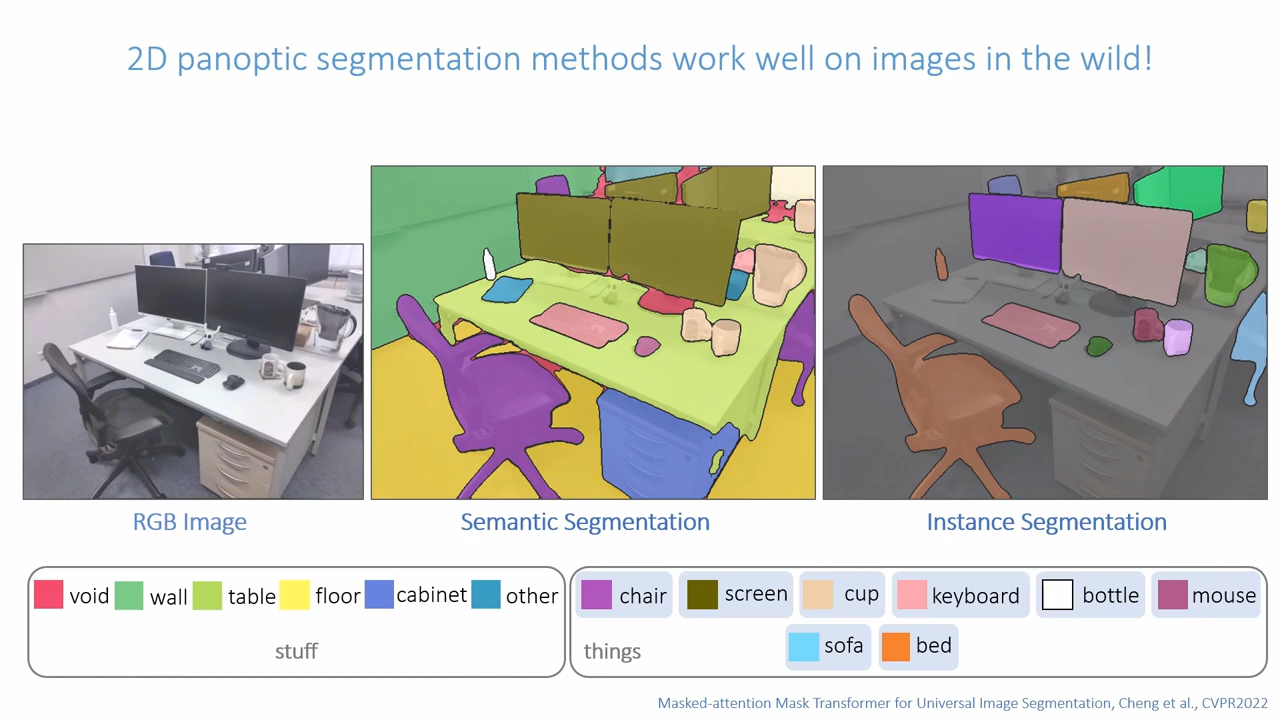 2D panoptic segmentation methods work well on images in the wild!
RGB Image
Semantic Segmentation
Instance Segmentation
void wall table floor cabinet other
stuff
chair screen cup keyboard bottle mouse
things sofa bed
Masked-attention Mask Transformer for Universal Image Segmentation, Cheng et al., CVPR2022